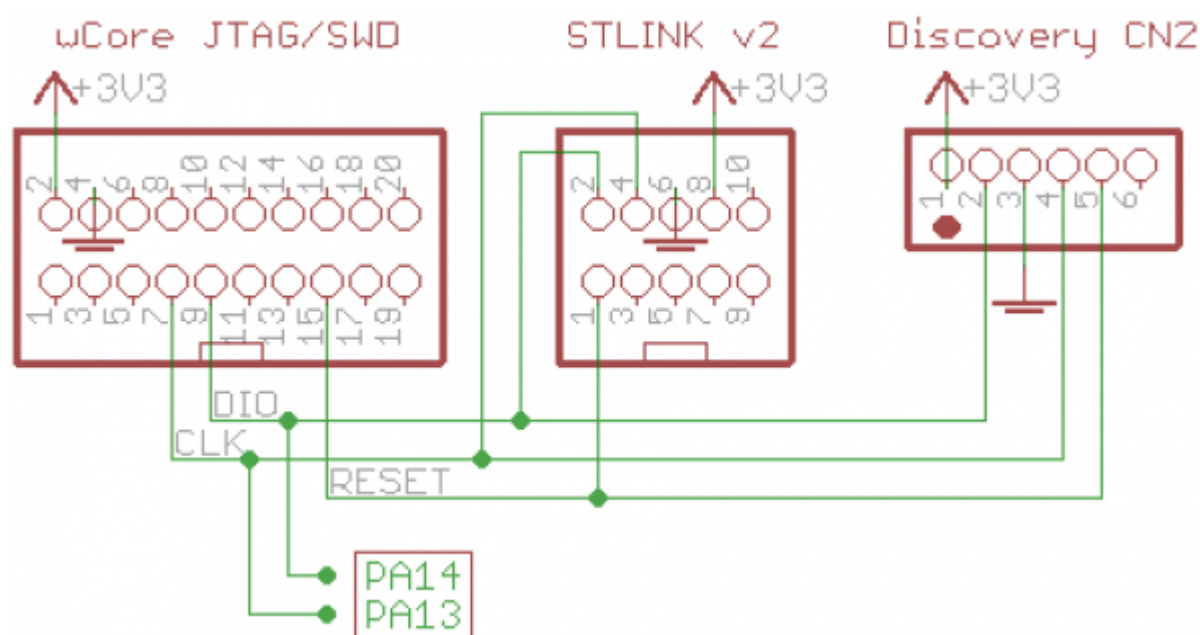 wCore JTAG/SWD
STLINK v2
Discovery CN2
+3V3
+3V3
+3V3
2 4 6 8 10 12 14 16 18 20
2 4 6 8 10
1 2 3 4 5 6
1 3 5 7 9 11 13 15 17 19
1 3 5 7 9
DIO
CLK
RESET
PA14
PA13